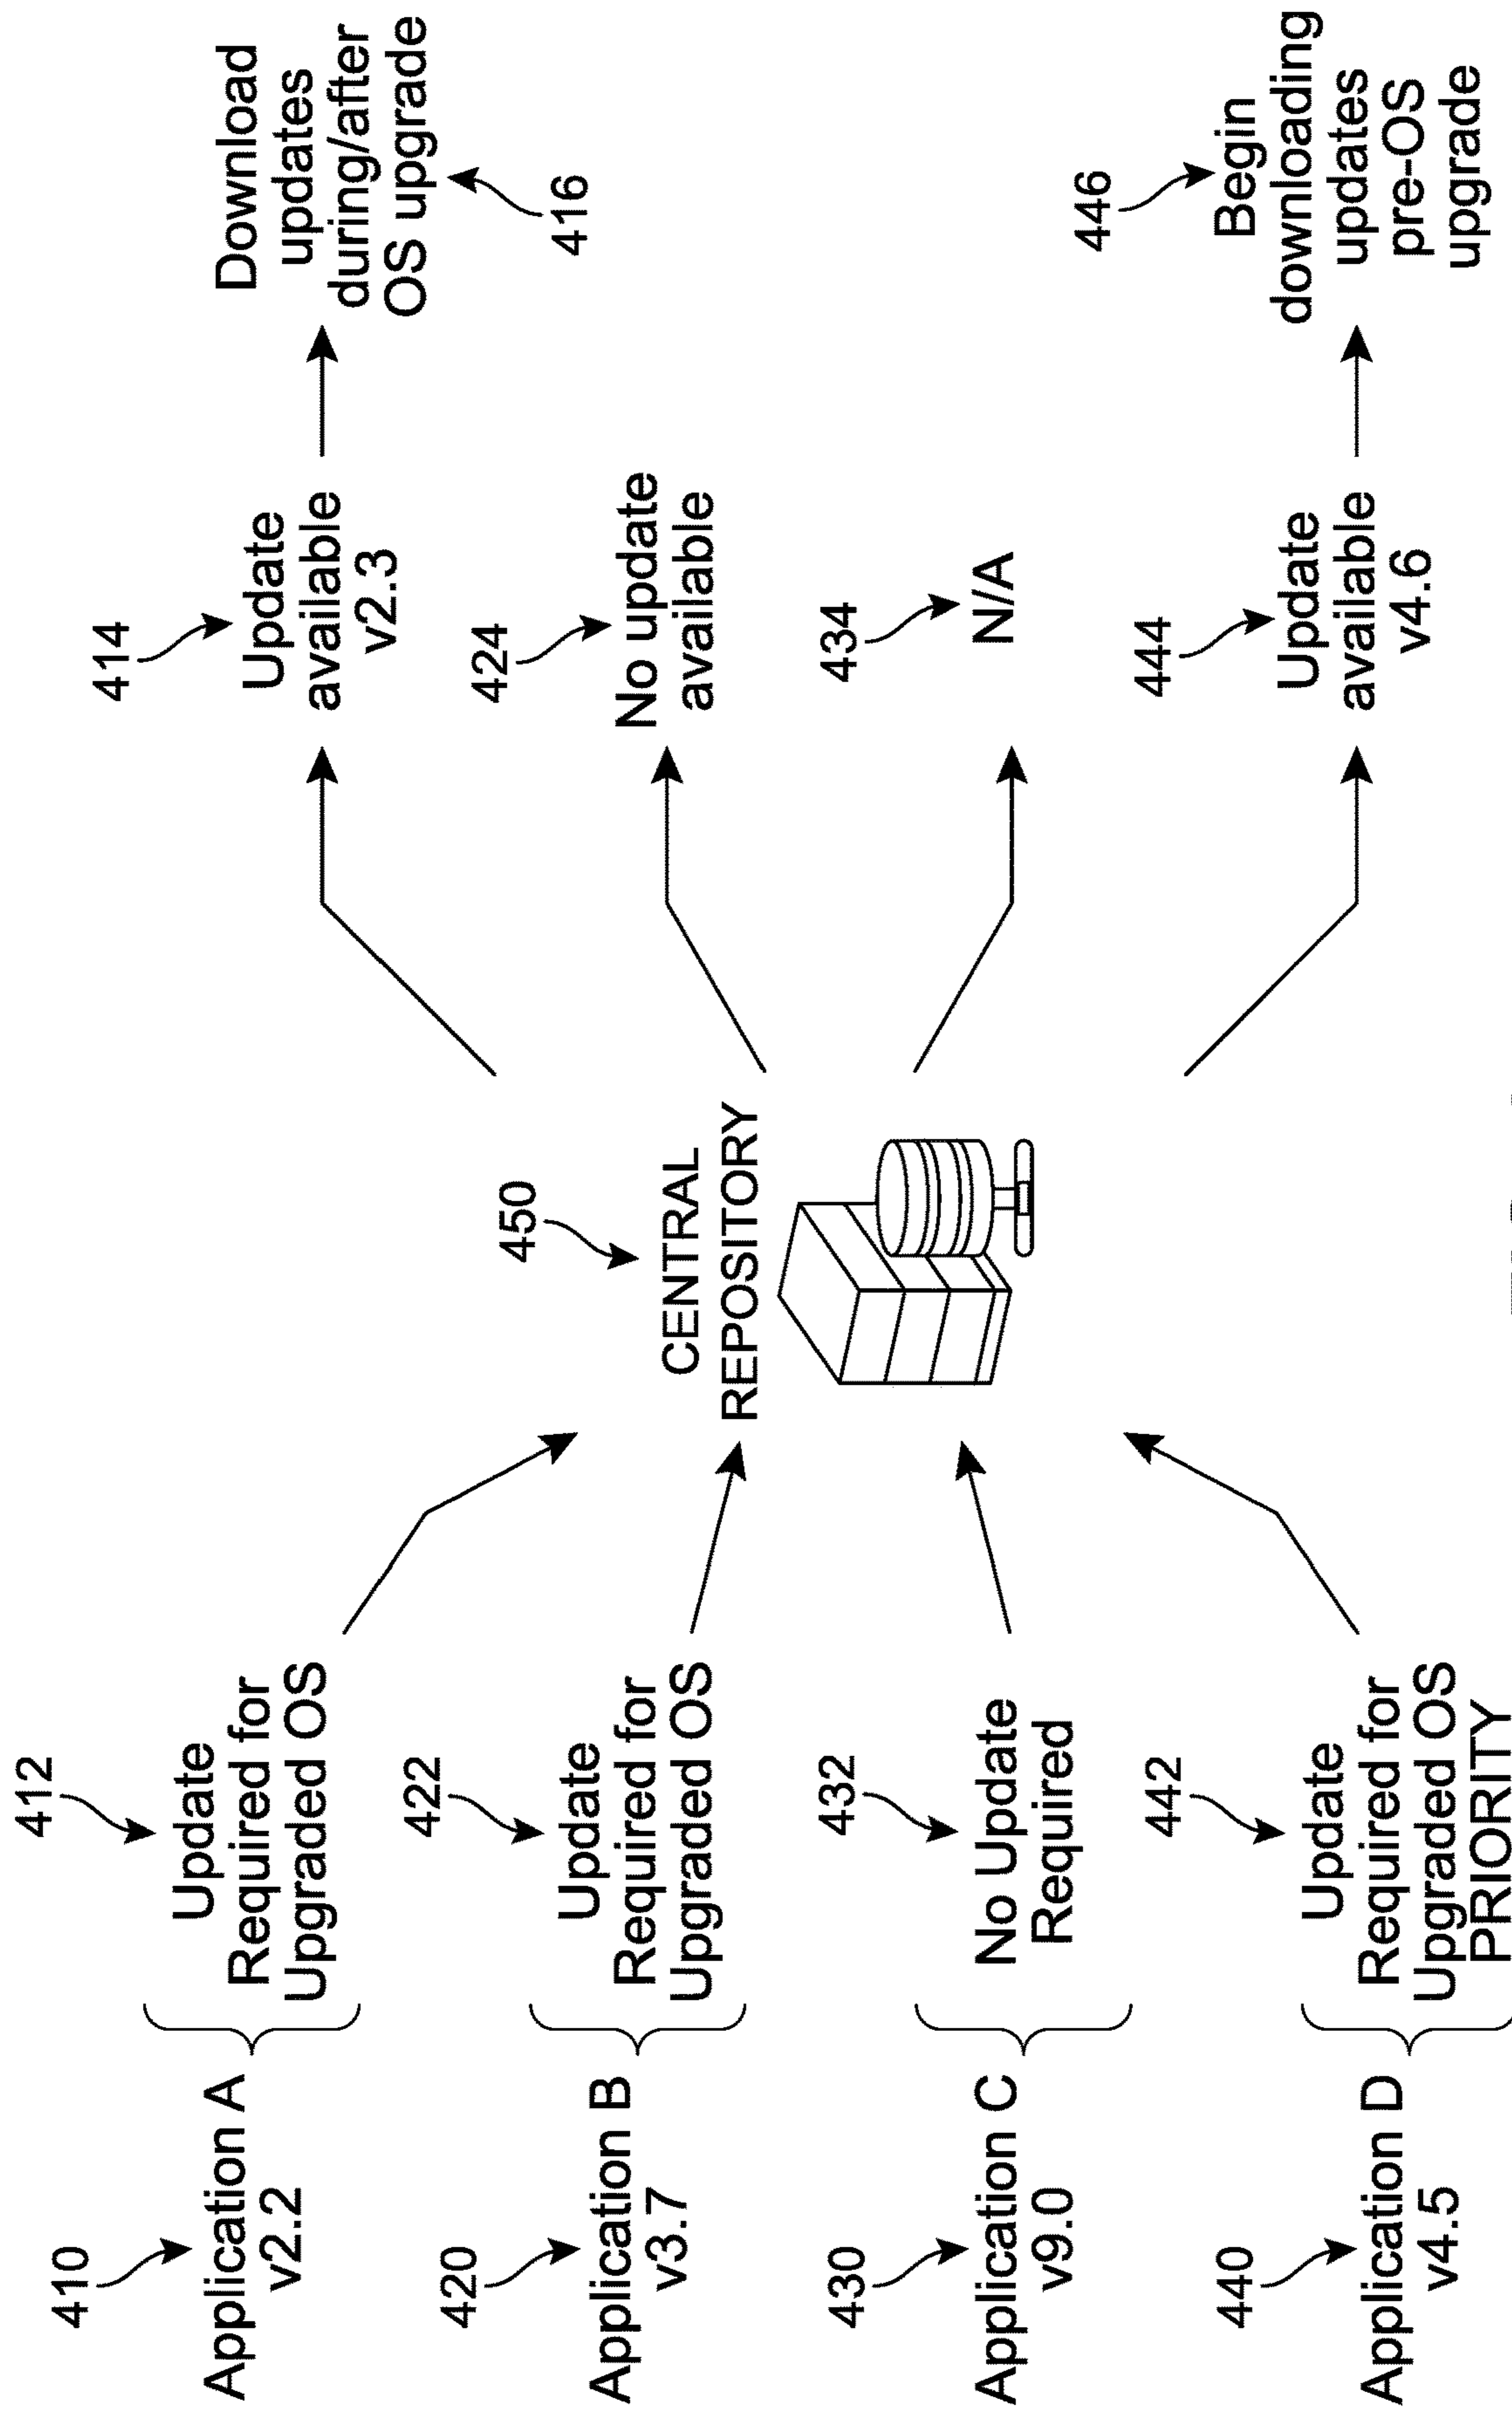 410
Application A
v2.2
412
Update
Required for
Upgraded OS
414
Update
available
v2.3
Download
updates
during/after
OS upgrade
416
420
Application B
v3.7
422
Update
Required for
Upgraded OS
424
No update
available
450
CENTRAL
REPOSITORY
430
Application C
v9.0
432
No Update
Required
434
N/A
440
Application D
v4.5
442
Update
Required for
Upgraded OS
PRIORITY
444
Update
available
v4.6
446
Begin
downloading
updates
pre-OS
upgrade